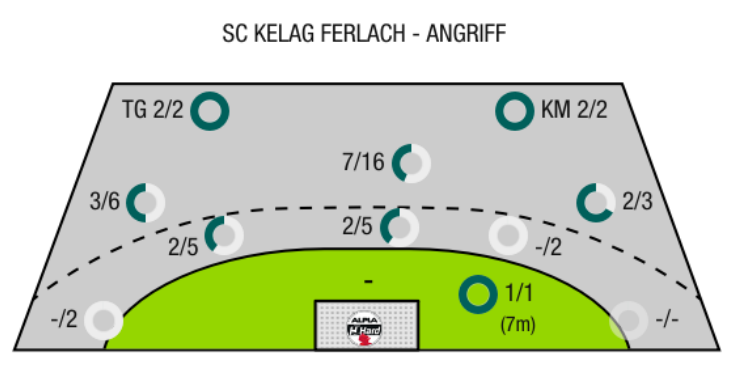 SC KELAG FERLACH - ANGRIFF
TG 2/2
KM 2/2
7/16
3/6
2/3
2/5
2/5
-/2
-
1/1
(7m)
-/2
-/-
ALPLA
Hard